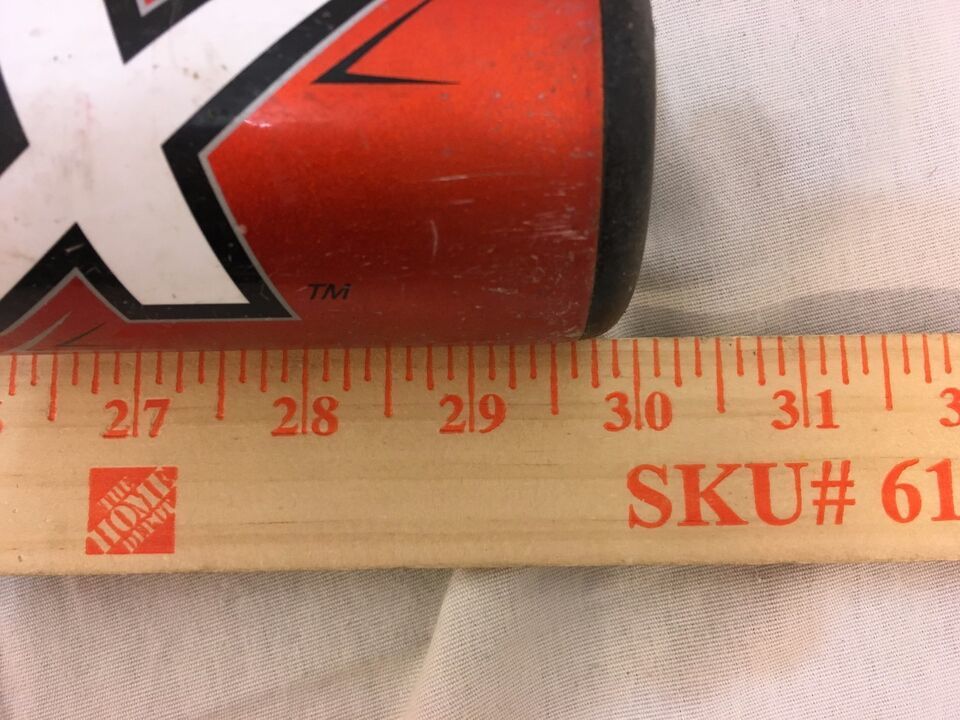 TM
27 28 29 30 31
THE HOME DEPOT
SKU# 61